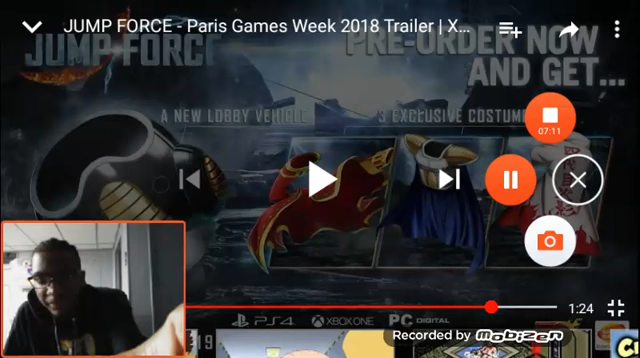 JUMP FORCE - Paris Games Week 2018 Trailer | X...
JUMP FORCE
PRE-ORDER NOW
AND GET...
A NEW LOBBY VEHICLE
3 EXCLUSIVE COSTUM
07:11
1:24
PS4 XBOX ONE PC DIGITAL
Recorded by mobizen
19